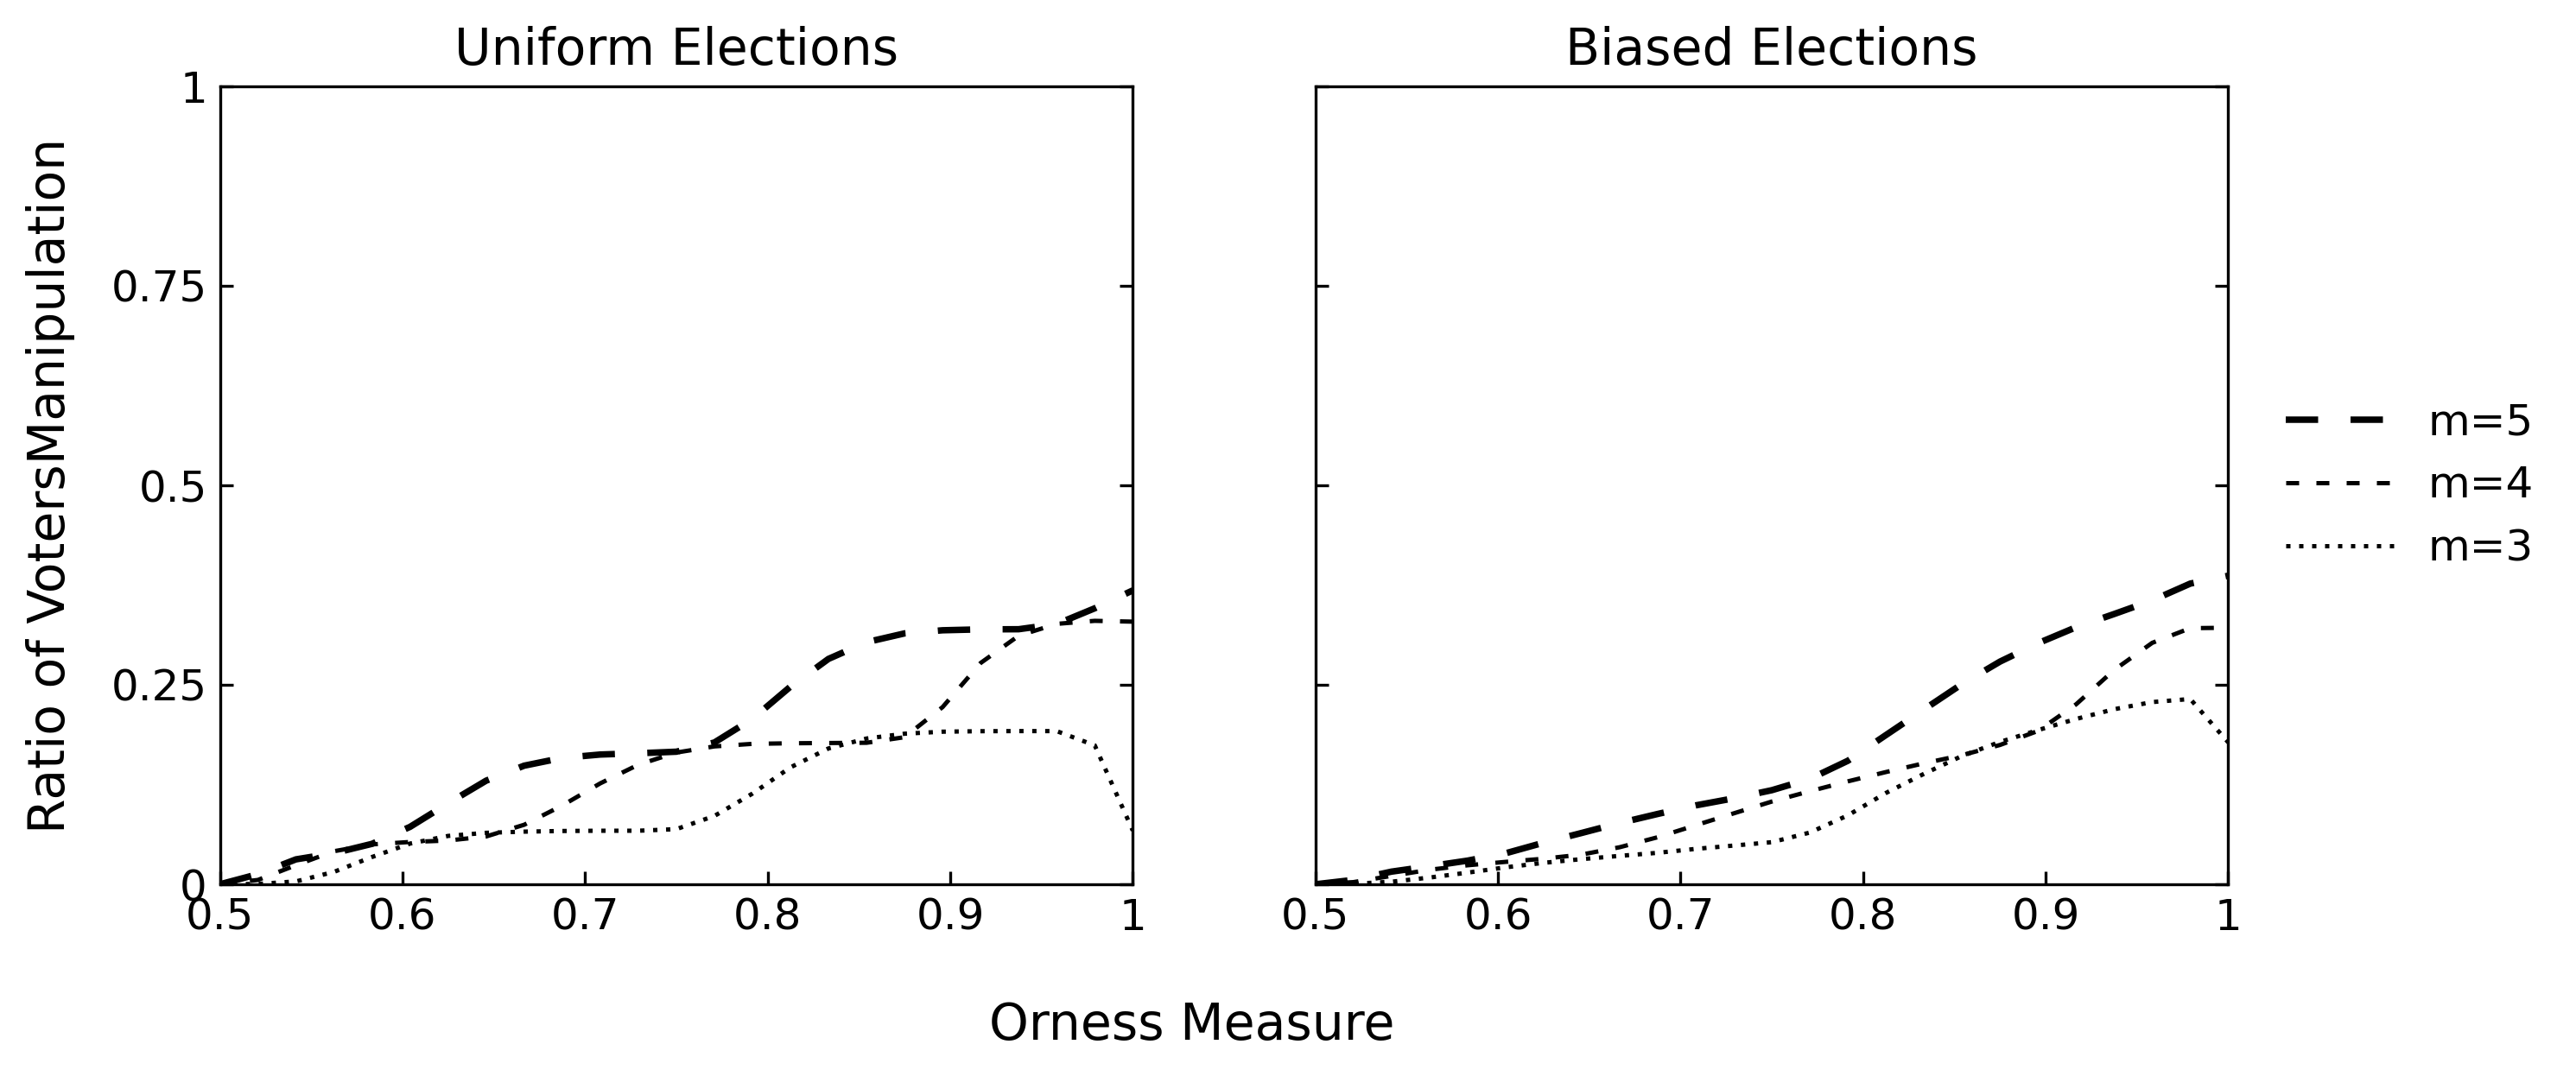 Uniform Elections
Biased Elections
Ratio of VotersManipulation
1
0.75
0.5
0.25
0
0.5 0.6 0.7 0.8 0.9 1
0.5 0.6 0.7 0.8 0.9 1
m=5
m=4
m=3
Orness Measure